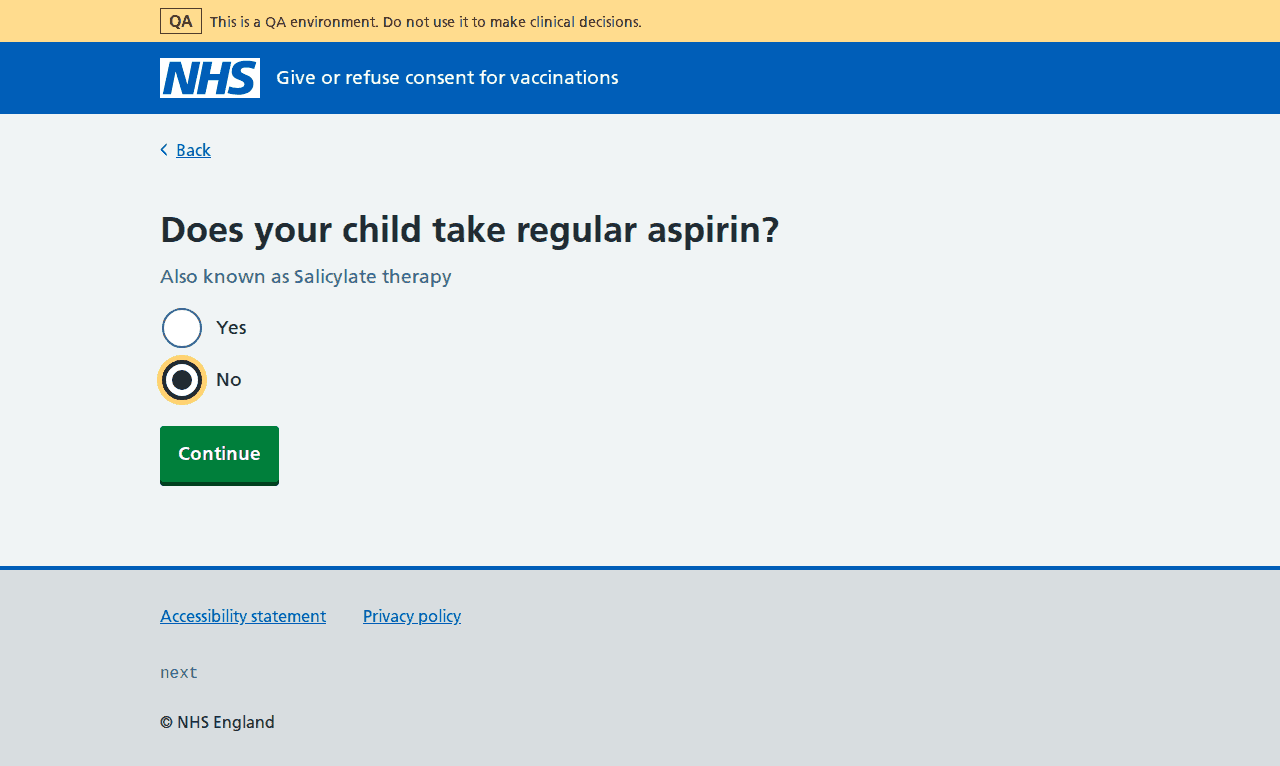 QA This is a QA environment. Do not use it to make clinical decisions.
NHS Give or refuse consent for vaccinations
Back
Does your child take regular aspirin?
Also known as Salicylate therapy
Yes
No
Continue
Accessibility statement Privacy policy
next
© NHS England